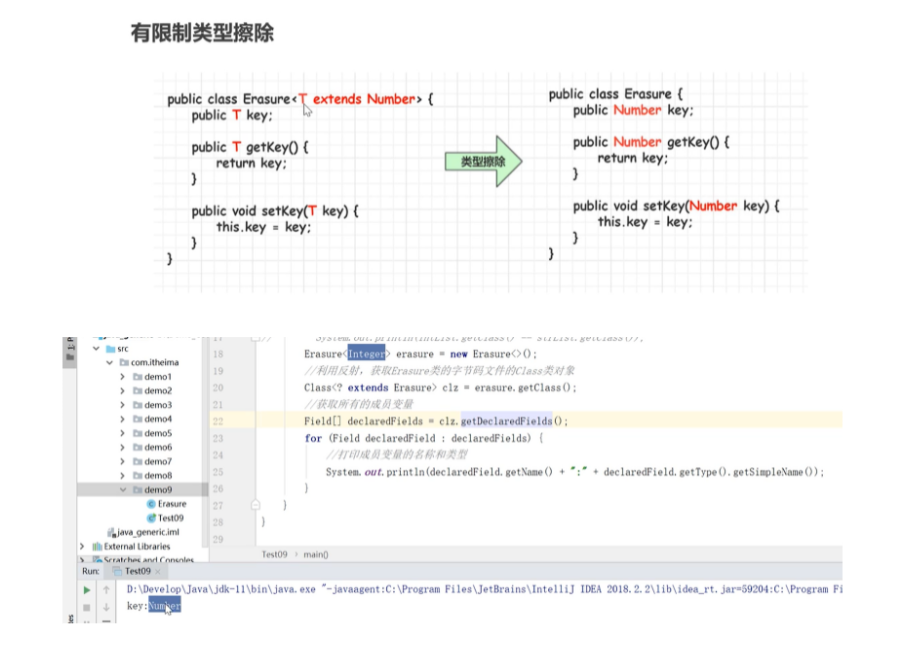 有限制类型擦除
public class Erasure<T extends Number> {
public T key;
public T getKey() {
return key;
}
public void setKey(T key) {
this.key = key;
}
}
类型擦除
public class Erasure {
public Number key;
public Number getKey() {
return key;
}
public void setKey(Number key) {
this.key = key;
}
}
src
com.itheima
demo1
demo2
demo3
demo4
demo5
demo6
demo7
demo8
demo9
Erasure
Test09
java_generic.iml
External Libraries
Scratches and Consoles
18 Erasure<Integer> erasure = new Erasure<>();
19 //利用反射，获取Erasure类的字节码文件的Class类对象
20 Class<? extends Erasure> clz = erasure.getClass();
21 //获取所有的成员变量
22 Field[] declaredFields = clz.getDeclaredFields();
23 for (Field declaredField : declaredFields) {
24 //打印成员变量的名称和类型
25 System.out.println(declaredField.getName() + ":" + declaredField.getType().getSimpleName());
26 }
27 }
28 }
29
Test09 › main()
Run: Test09 ×
D:\Develop\Java\jdk-11\bin\java.exe "-javaagent:C:\Program Files\JetBrains\IntelliJ IDEA 2018.2.2\lib\idea_rt.jar=59204:C:\Program Fi
key:Number